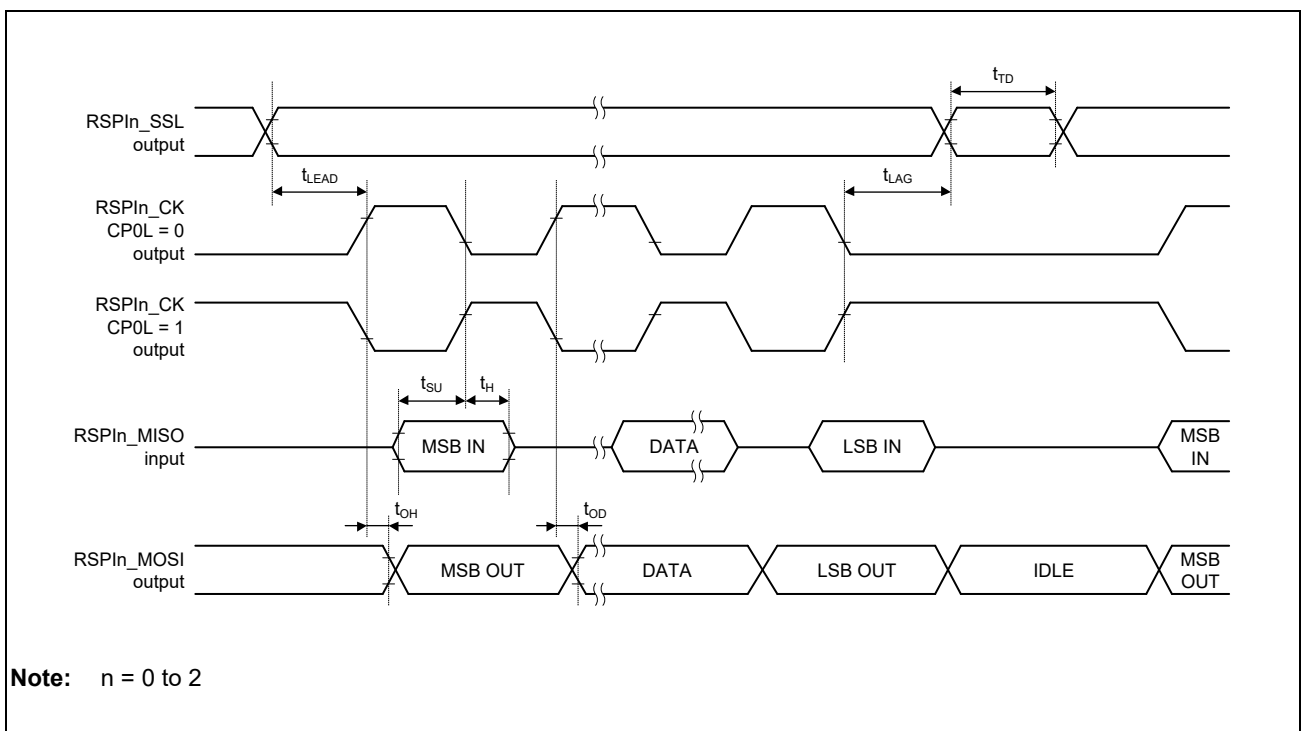 tTD
RSPIn_SSL
output
tLEAD
tLAG
RSPIn_CK
CP0L = 0
output
RSPIn_CK
CP0L = 1
output
tSU
tH
RSPIn_MISO
input
MSB IN
DATA
LSB IN
MSB
IN
tOH
tOD
RSPIn_MOSI
output
MSB OUT
DATA
LSB OUT
IDLE
MSB
OUT
Note: n = 0 to 2